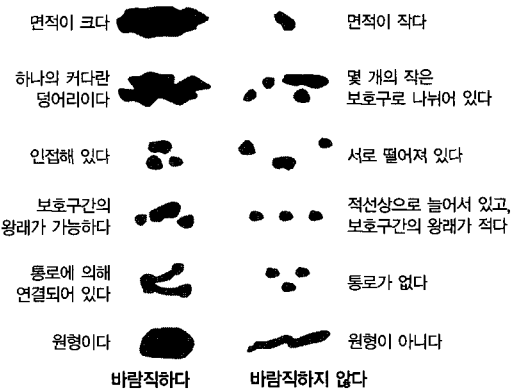 면적이 크다
면적이 작다
하나의 커다란
덩어리이다
몇 개의 작은
보호구로 나뉘어 있다
인접해 있다
서로 떨어져 있다
보호구간의
왕래가 가능하다
적선상으로 늘어서 있고,
보호구간의 왕래가 적다
통로에 의해
연결되어 있다
통로가 없다
원형이다
원형이 아니다
바람직하다
바람직하지 않다